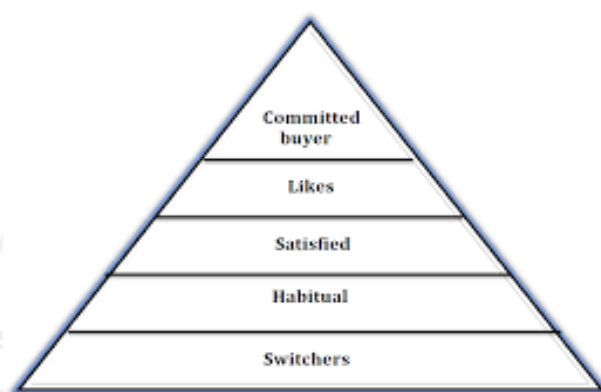 Committed
buyer
Likes
Satisfied
Habitual
Switchers